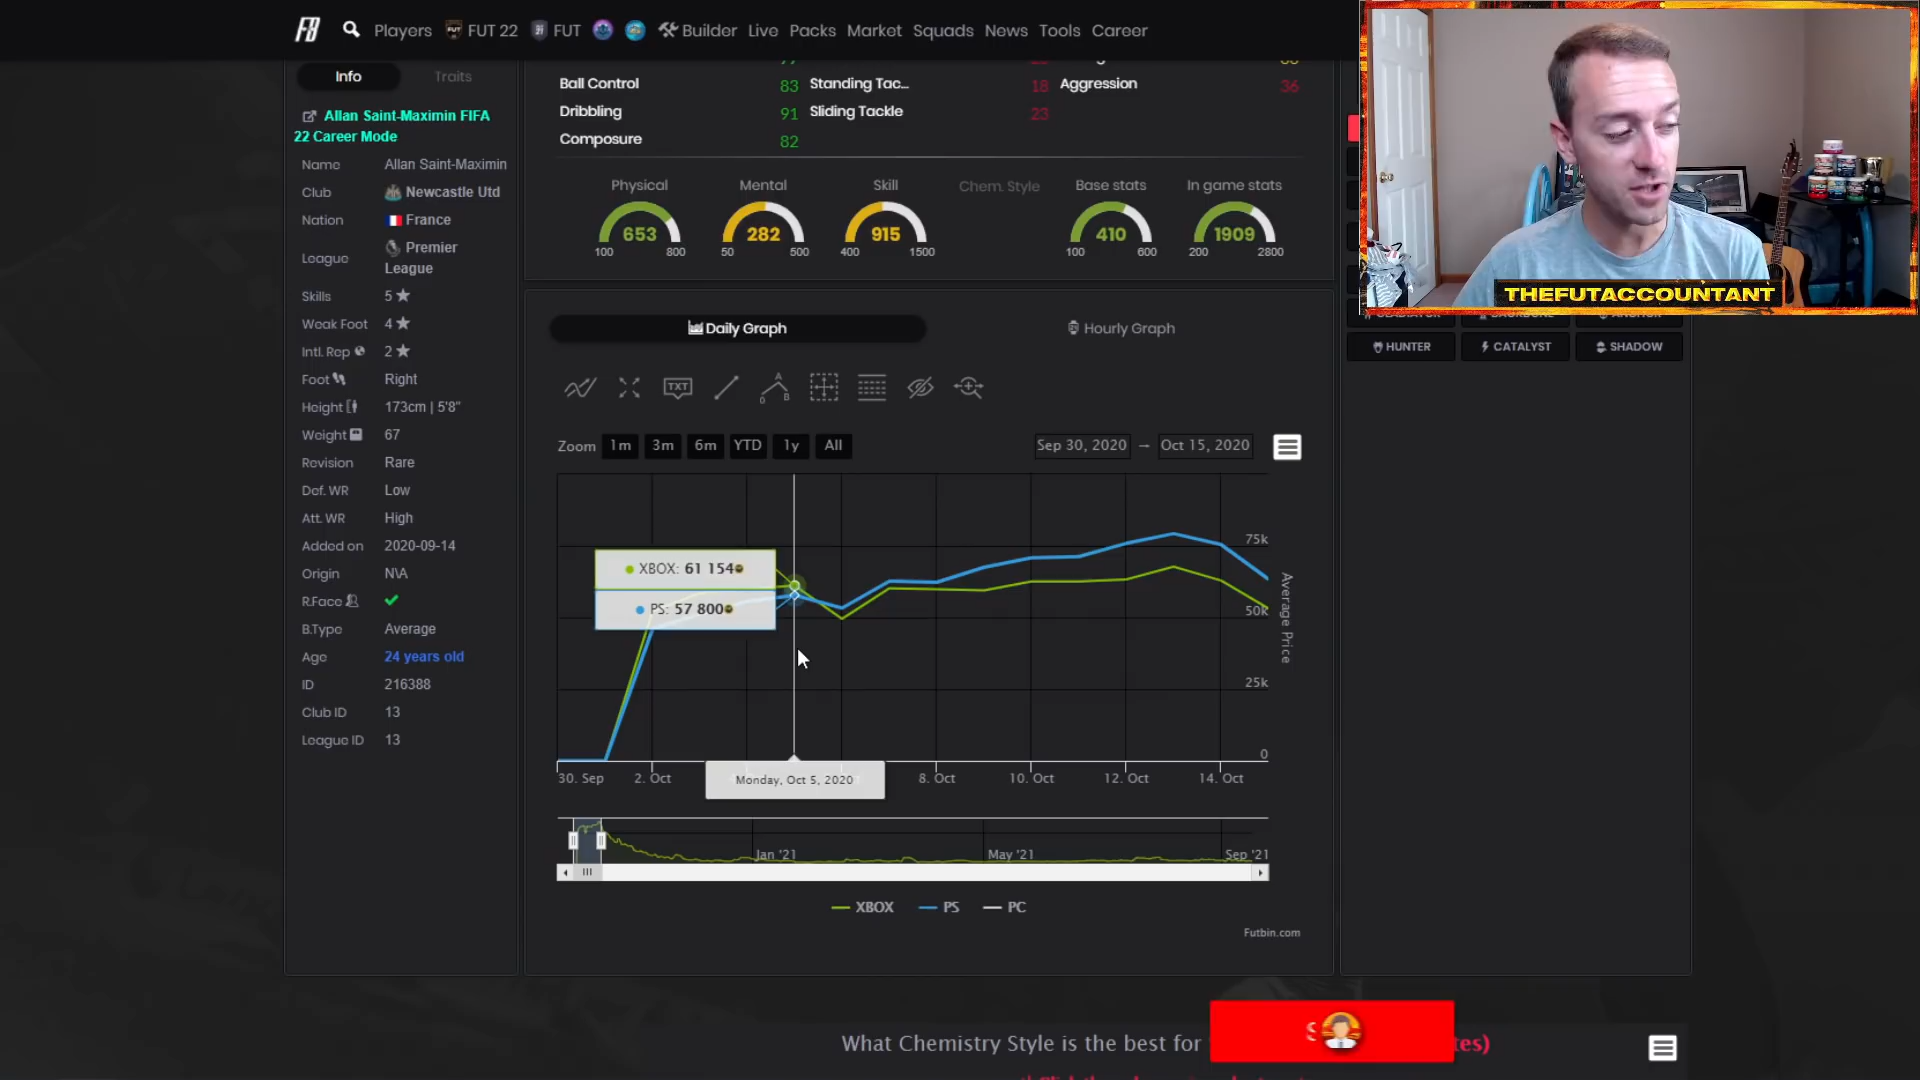 F8 Players FUT 22 FUT Builder Live Packs Market Squads News Tools Career
Info Traits
Allan Saint-Maximin FIFA
22 Career Mode
Name Allan Saint-Maximin
Club Newcastle Utd
Nation France
League Premier
League
Skills 5
Weak Foot 4
Intl. Rep 2
Foot Right
Height 173cm | 5'8"
Weight 67
Revision Rare
Def. WR Low
Att. WR High
Added on 2020-09-14
Origin N\A
R.Face
B.Type Average
Age 24 years old
ID 216388
Club ID 13
League ID 13
Ball Control 83 Standing Tac... 18 Aggression 36
Dribbling 91 Sliding Tackle 23
Composure 82
Physical Mental Skill Chem. Style Base stats In game stats
653 282 915 410 1909
100 800 50 500 400 1500 100 600 200 2800
Daily Graph Hourly Graph
TXT
A
0 B
Zoom 1m 3m 6m YTD 1y All Sep 30, 2020 → Oct 15, 2020
XBOX: 61 154
PS: 57 800
75k
50k
25k
0
Average Price
30. Sep 2. Oct 8. Oct 10. Oct 12. Oct 14. Oct
Monday, Oct 5, 2020
Jan '21 May '21 Sep '21
XBOX PS PC
Futbin.com
THEFUTACCOUNTANT
HUNTER CATALYST SHADOW
What Chemistry Style is the best for